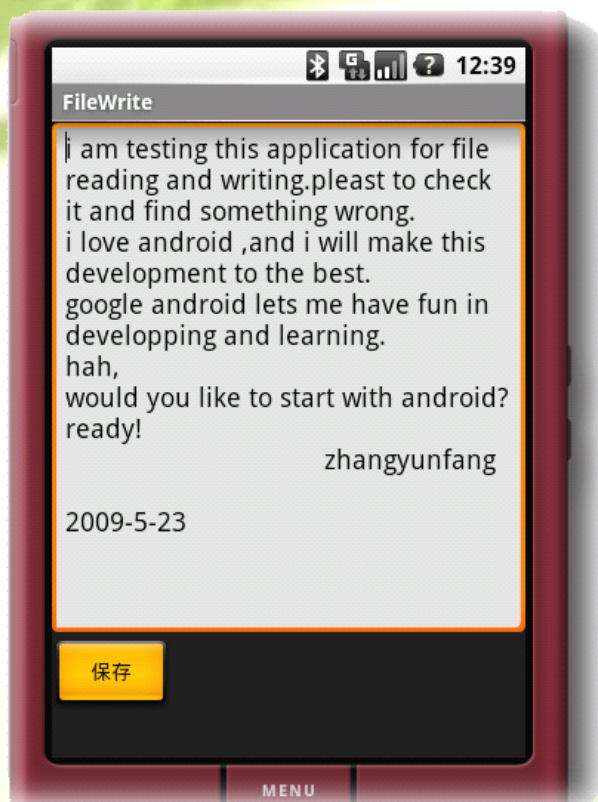 12:39
FileWrite
i am testing this application for file
reading and writing.pleast to check
it and find something wrong.
i love android ,and i will make this
development to the best.
google android lets me have fun in
developping and learning.
hah,
would you like to start with android?
ready!
zhangyunfang
2009-5-23
保存
MENU